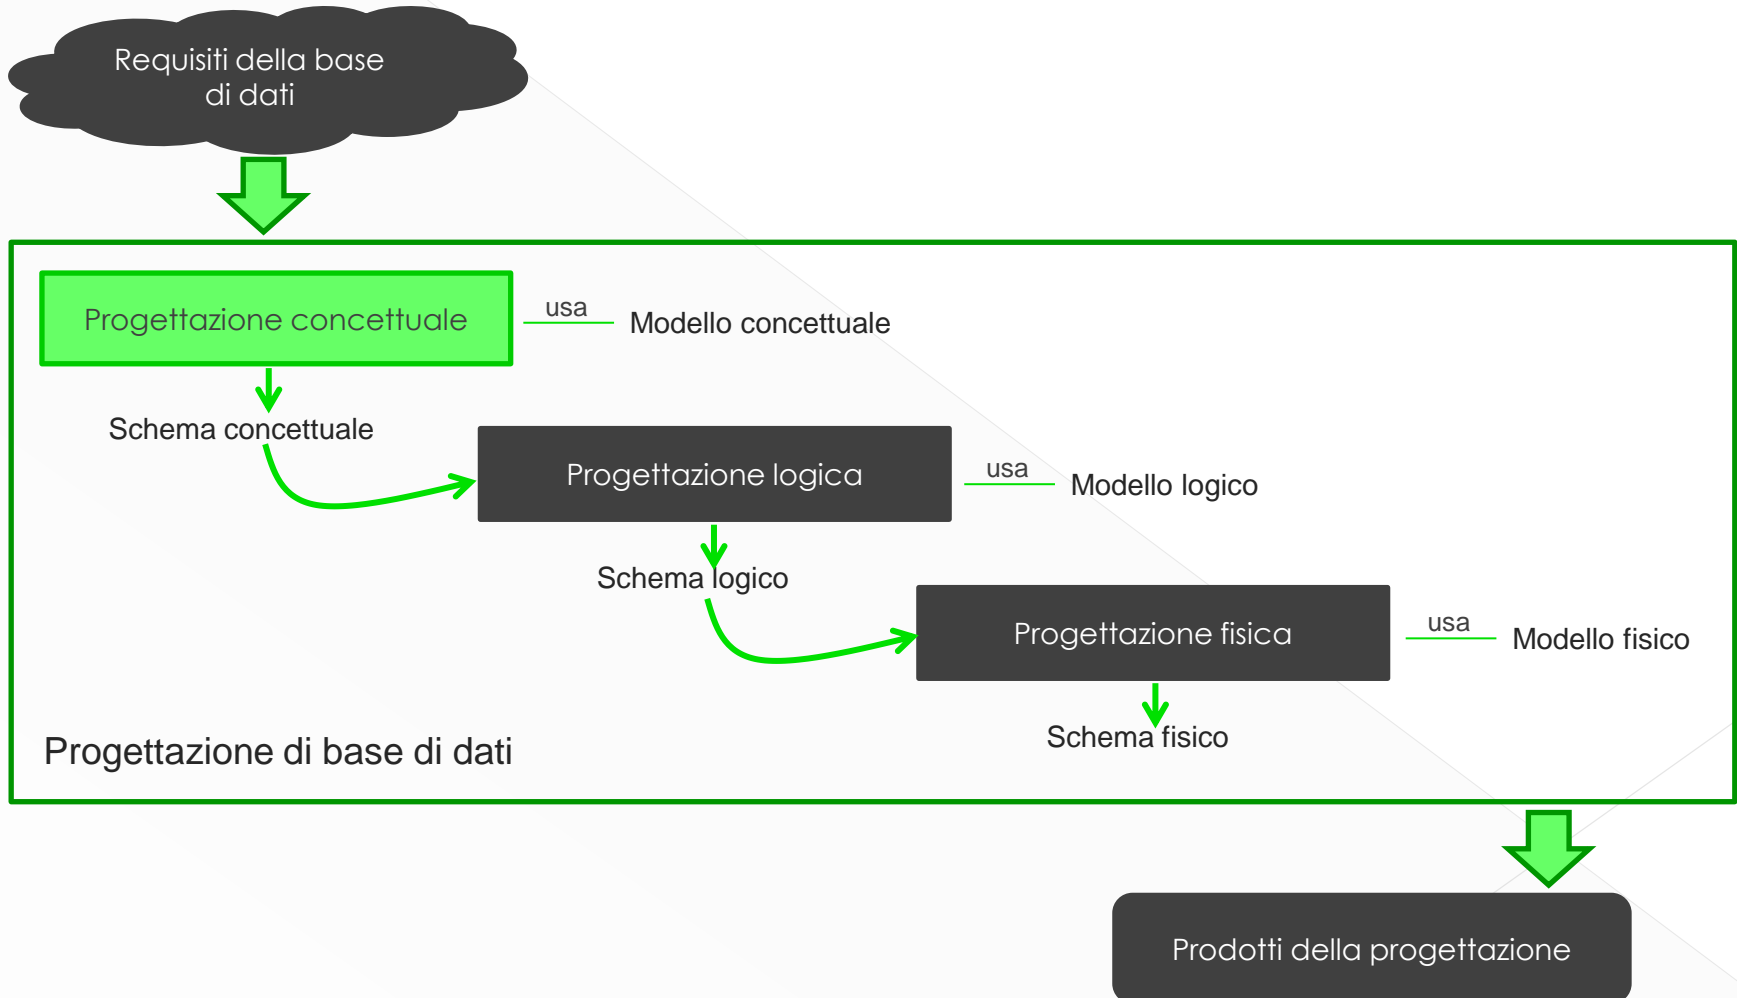 Requisiti della base
di dati
Progettazione concettuale
usa
Modello concettuale
Schema concettuale
Progettazione logica
usa
Modello logico
Schema logico
Progettazione fisica
usa
Modello fisico
Schema fisico
Progettazione di base di dati
Prodotti della progettazione